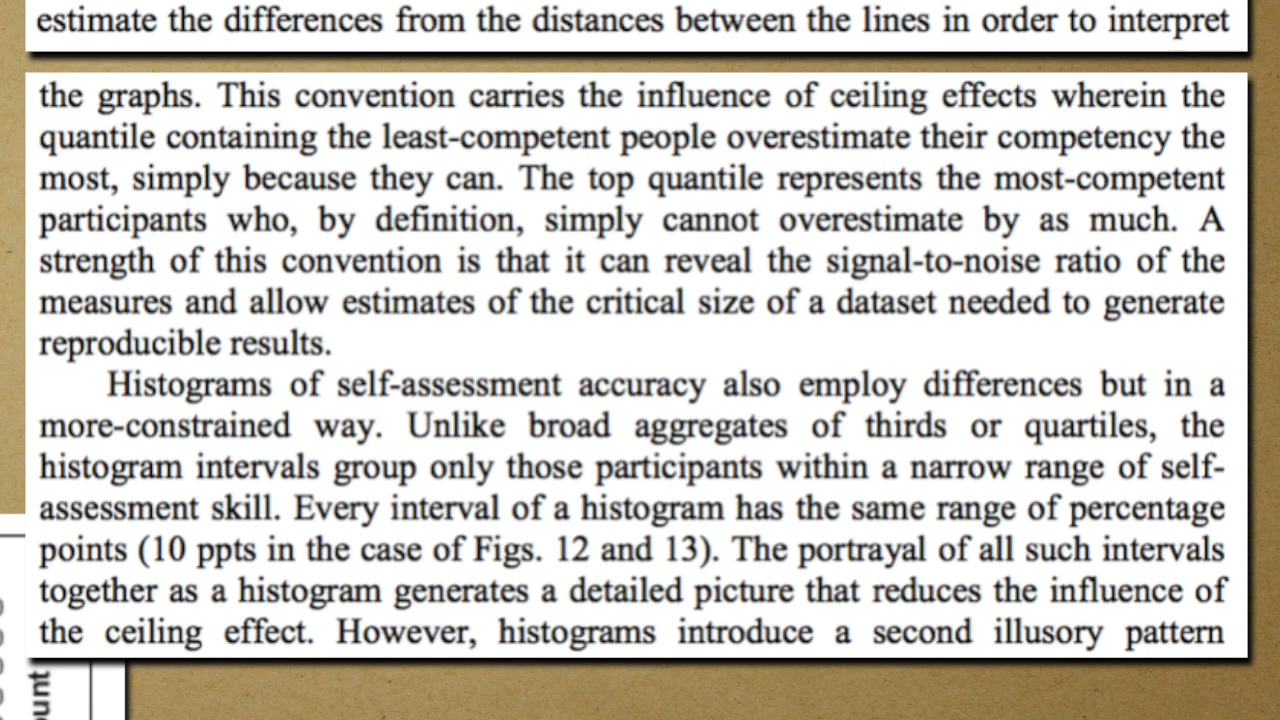 estimate the differences from the distances between the lines in order to interpret
the graphs. This convention carries the influence of ceiling effects wherein the
quantile containing the least-competent people overestimate their competency the
most, simply because they can. The top quantile represents the most-competent
participants who, by definition, simply cannot overestimate by as much. A
strength of this convention is that it can reveal the signal-to-noise ratio of the
measures and allow estimates of the critical size of a dataset needed to generate
reproducible results.
Histograms of self-assessment accuracy also employ differences but in a
more-constrained way. Unlike broad aggregates of thirds or quartiles, the
histogram intervals group only those participants within a narrow range of self-
assessment skill. Every interval of a histogram has the same range of percentage
points (10 ppts in the case of Figs. 12 and 13). The portrayal of all such intervals
together as a histogram generates a detailed picture that reduces the influence of
the ceiling effect. However, histograms introduce a second illusory pattern